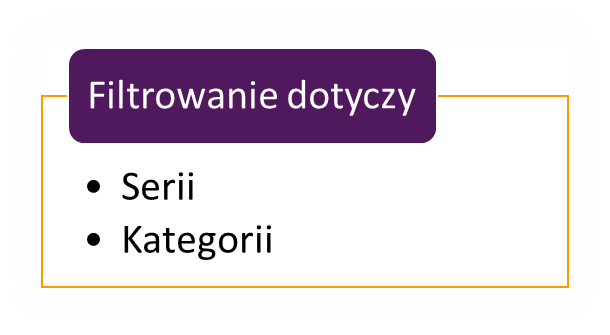 Filtrowanie dotyczy
• Serii
• Kategorii